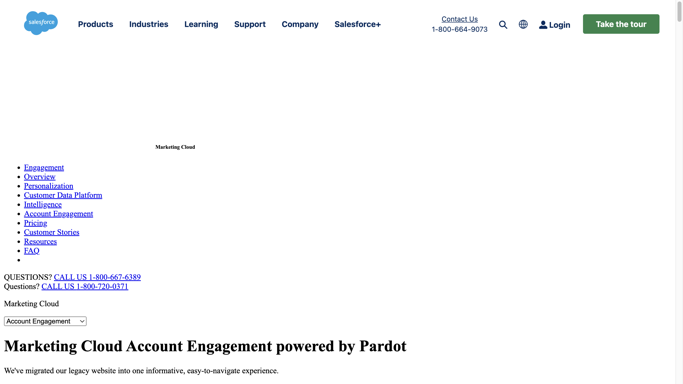 salesforce
Products Industries Learning Support Company Salesforce+
Contact Us
1-800-664-9073
Login
Take the tour
Marketing Cloud
Engagement
Overview
Personalization
Customer Data Platform
Intelligence
Account Engagement
Pricing
Customer Stories
Resources
FAQ
QUESTIONS? CALL US 1-800-667-6389
Questions? CALL US 1-800-720-0371
Marketing Cloud
Account Engagement
Marketing Cloud Account Engagement powered by Pardot
We've migrated our legacy website into one informative, easy-to-navigate experience.